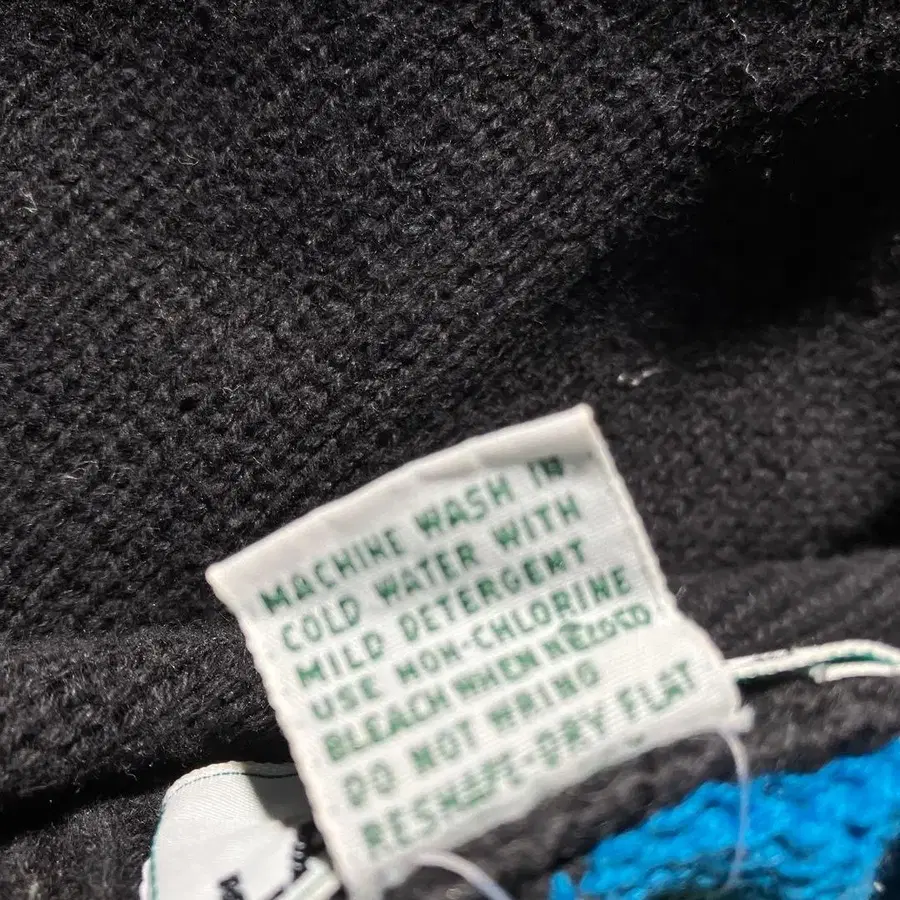 MACHINE WASH IN
COLD WATER WITH
MILD DETERGENT
USE NON-CHLORINE
BLEACH WHEN NEEDED
DO NOT WRING
RESHAPE-DRY FLAT